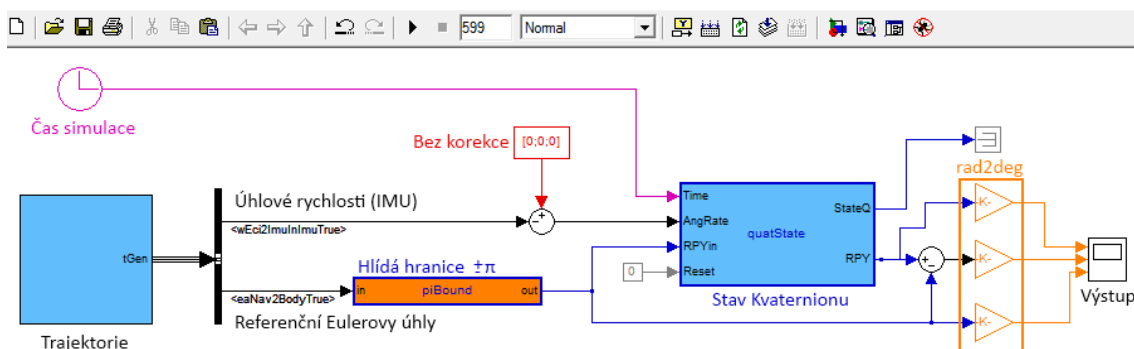 599 Normal
Čas simulace
Bez korekce [0;0;0]
rad2deg
Úhlové rychlosti (IMU)
<wEci2ImuInImuTrue>
Time
StateQ
K-
AngRate
quatState
tGen
RPYin
RPY
K-
Hlídá hranice ±π
0
Reset
in piBound out
Stav Kvaternionu
Výstup
<eaNav2BodyTrue>
Referenční Eulerovy úhly
K-
Trajektorie